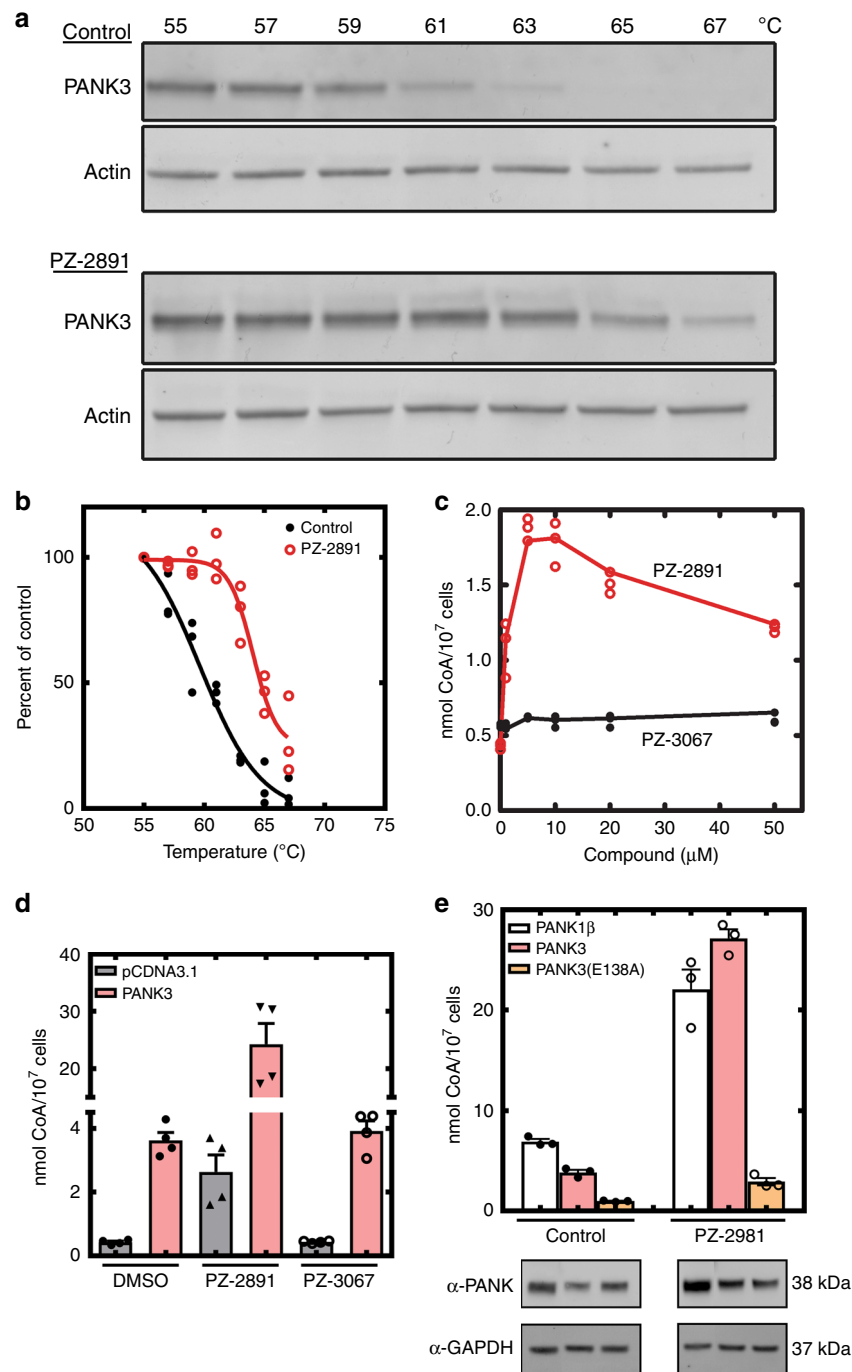 a
Control 55 57 59 61 63 65 67 °C
PANK3
Actin
PZ-2891
PANK3
Actin
b
Percent of control
100
50
0
50 55 60 65 70 75
Temperature (°C)
Control
PZ-2891
c
nmol CoA/10⁷ cells
2.0
1.5
1.0
0.5
0.0
0 10 20 30 40 50
Compound (μM)
PZ-2891
PZ-3067
d
nmol CoA/10⁷ cells
40
30
20
4
2
0
pCDNA3.1
PANK3
DMSO PZ-2891 PZ-3067
e
nmol CoA/10⁷ cells
30
20
10
0
PANK1β
PANK3
PANK3(E138A)
Control PZ-2981
α-PANK 38 kDa
α-GAPDH 37 kDa